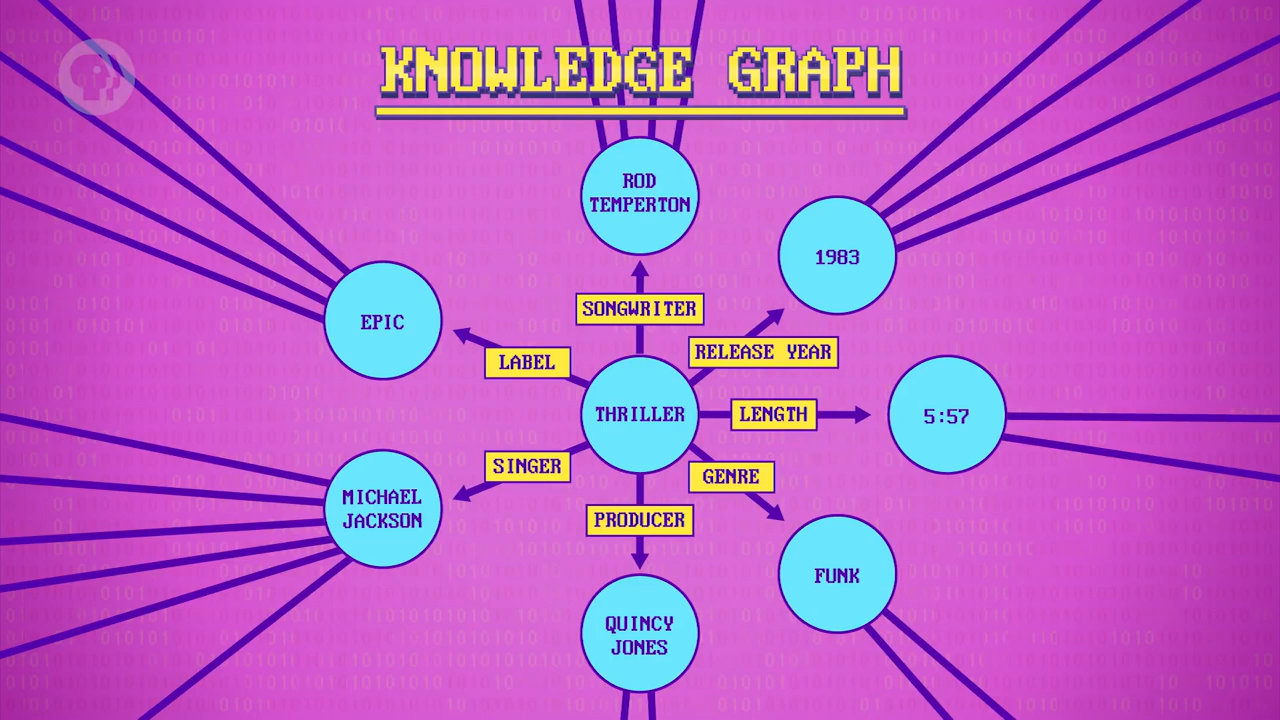 KNOWLEDGE GRAPH
ROD
TEMPERTON
1983
SONGWRITER
EPIC
RELEASE YEAR
LABEL
THRILLER
LENGTH
5:57
SINGER
GENRE
MICHAEL
JACKSON
PRODUCER
FUNK
QUINCY
JONES